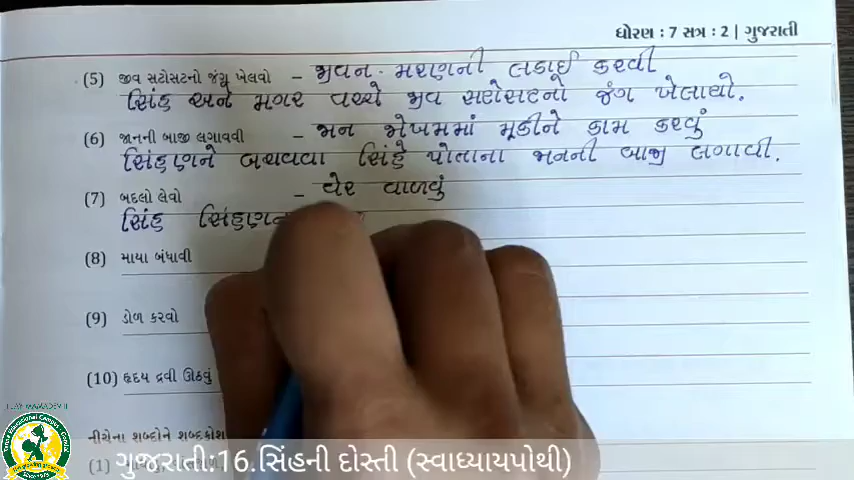 ધોરણ : 7 સત્ર : 2 | ગુજરાતી
(5) જીવ સટોસટનો જંગ ખેલવો – જીવન - મરણની લડાઈ કરવી
સિંહ અને મગર વચ્ચે જીવ સટોસટનો જંગ ખેલાયો.
(6) જાનની બાજી લગાવવી – જીવ જોખમમાં મૂકીને કામ કરવું
સિંહણને બચાવવા સિંહે પોતાના જાનની બાજી લગાવી.
(7) બદલો લેવો – વેર વાળવું
સિંહ સિંહણના
(8) માયા બંધાવી
(9) ડોળ કરવો
(10) હૃદય દ્રવી ઊઠવું
નીચેના શબ્દોને શબ્દકોશ
(1)
ગુજરાતી:16.સિંહની દોસ્તી (સ્વાધ્યાયપોથી)